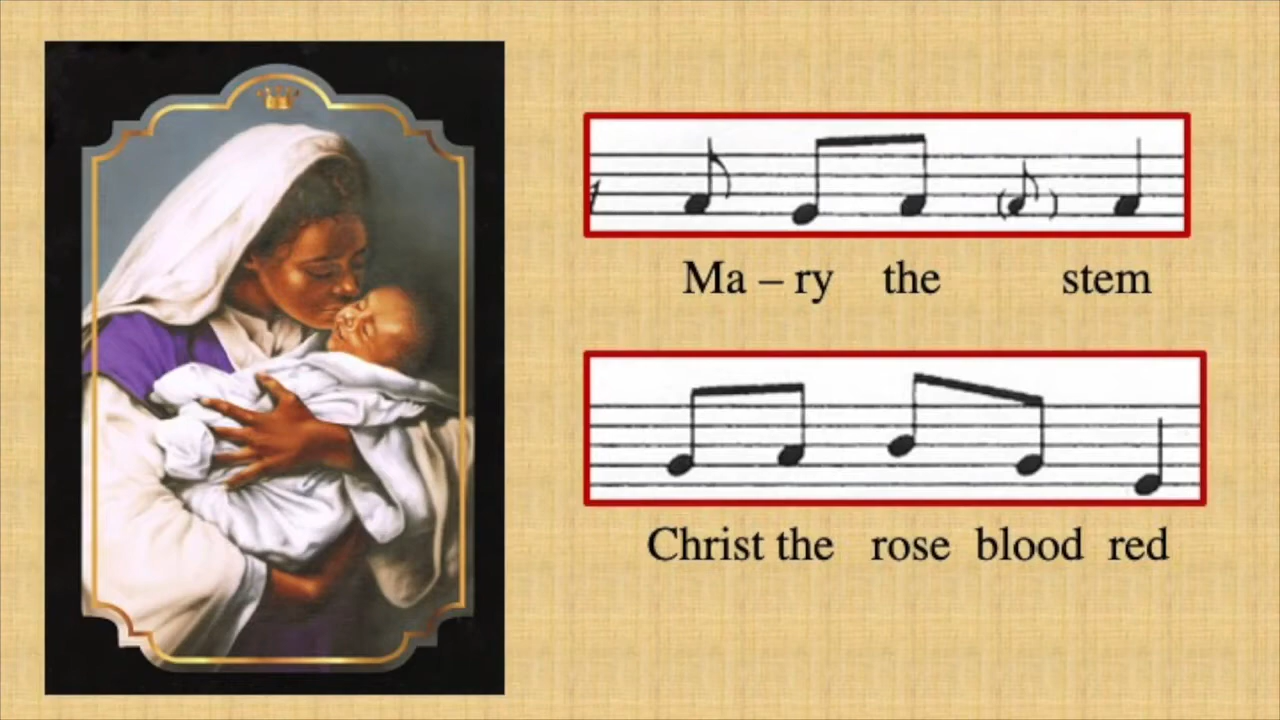 Ma – ry the stem
Christ the rose blood red